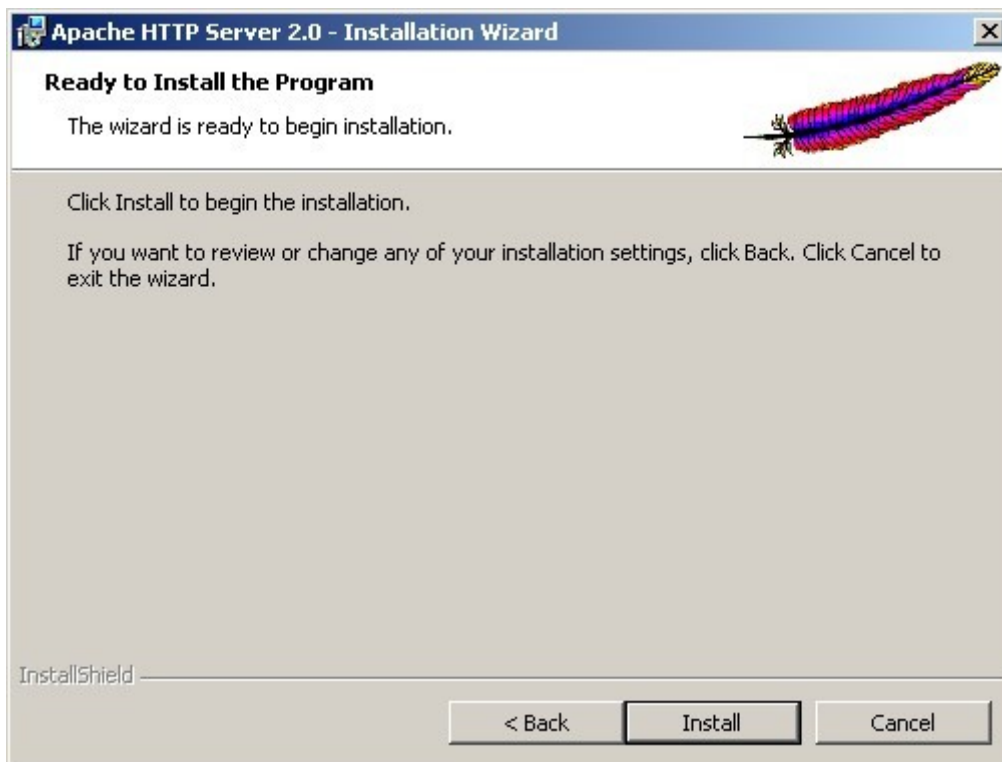 Apache HTTP Server 2.0 - Installation Wizard
Ready to Install the Program
The wizard is ready to begin installation.
Click Install to begin the installation.
If you want to review or change any of your installation settings, click Back. Click Cancel to
exit the wizard.
InstallShield
< Back
Install
Cancel